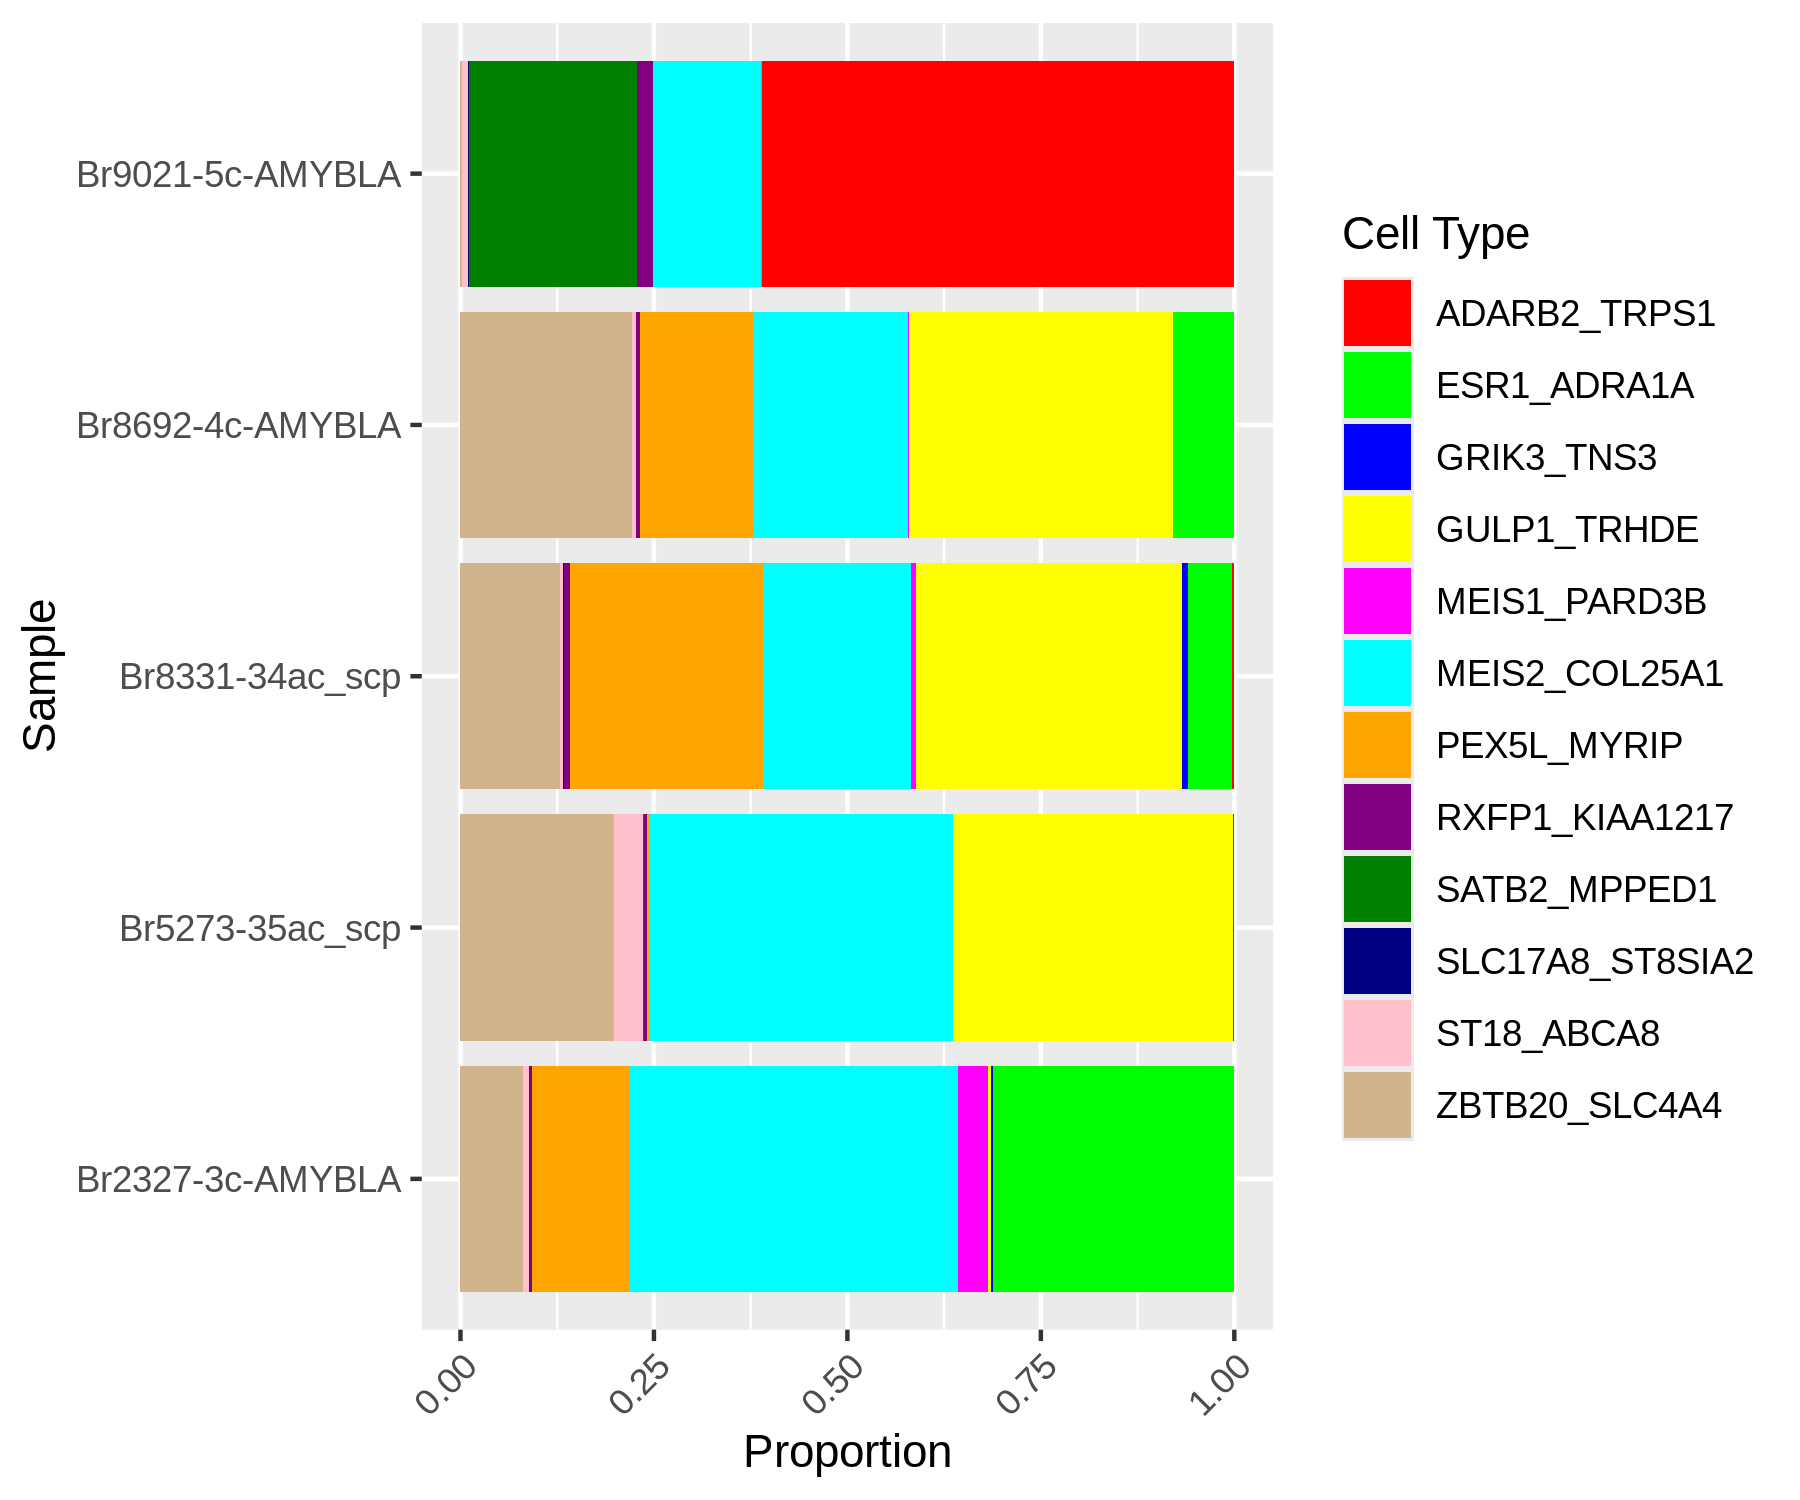 Br9021-5c-AMYBLA
Br8692-4c-AMYBLA
Br8331-34ac_scp
Br5273-35ac_scp
Br2327-3c-AMYBLA
Sample
0.00 0.25 0.50 0.75 1.00
Proportion
Cell Type
ADARB2_TRPS1
ESR1_ADRA1A
GRIK3_TNS3
GULP1_TRHDE
MEIS1_PARD3B
MEIS2_COL25A1
PEX5L_MYRIP
RXFP1_KIAA1217
SATB2_MPPED1
SLC17A8_ST8SIA2
ST18_ABCA8
ZBTB20_SLC4A4